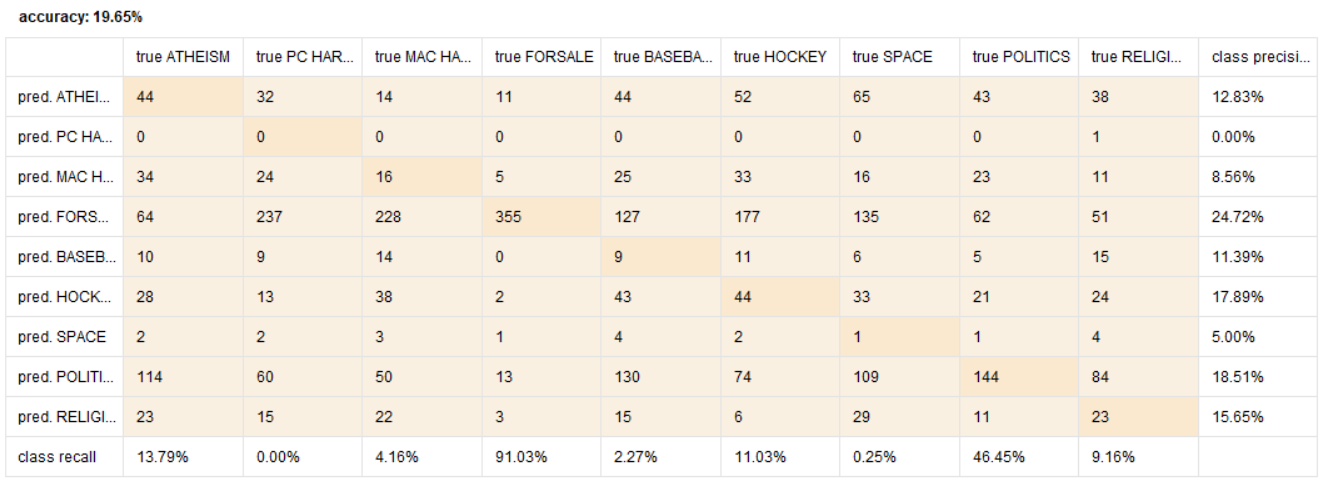 accuracy: 19.65%
true ATHEISM true PC HAR... true MAC HA... true FORSALE true BASEBA... true HOCKEY true SPACE true POLITICS true RELIGI... class precisi...
pred. ATHEI... 44 32 14 11 44 52 65 43 38 12.83%
pred. PC HA... 0 0 0 0 0 0 0 0 1 0.00%
pred. MAC H... 34 24 16 5 25 33 16 23 11 8.56%
pred. FORS... 64 237 228 355 127 177 135 62 51 24.72%
pred. BASEB... 10 9 14 0 9 11 6 5 15 11.39%
pred. HOCK... 28 13 38 2 43 44 33 21 24 17.89%
pred. SPACE 2 2 3 1 4 2 1 1 4 5.00%
pred. POLITI... 114 60 50 13 130 74 109 144 84 18.51%
pred. RELIGI... 23 15 22 3 15 6 29 11 23 15.65%
class recall 13.79% 0.00% 4.16% 91.03% 2.27% 11.03% 0.25% 46.45% 9.16%